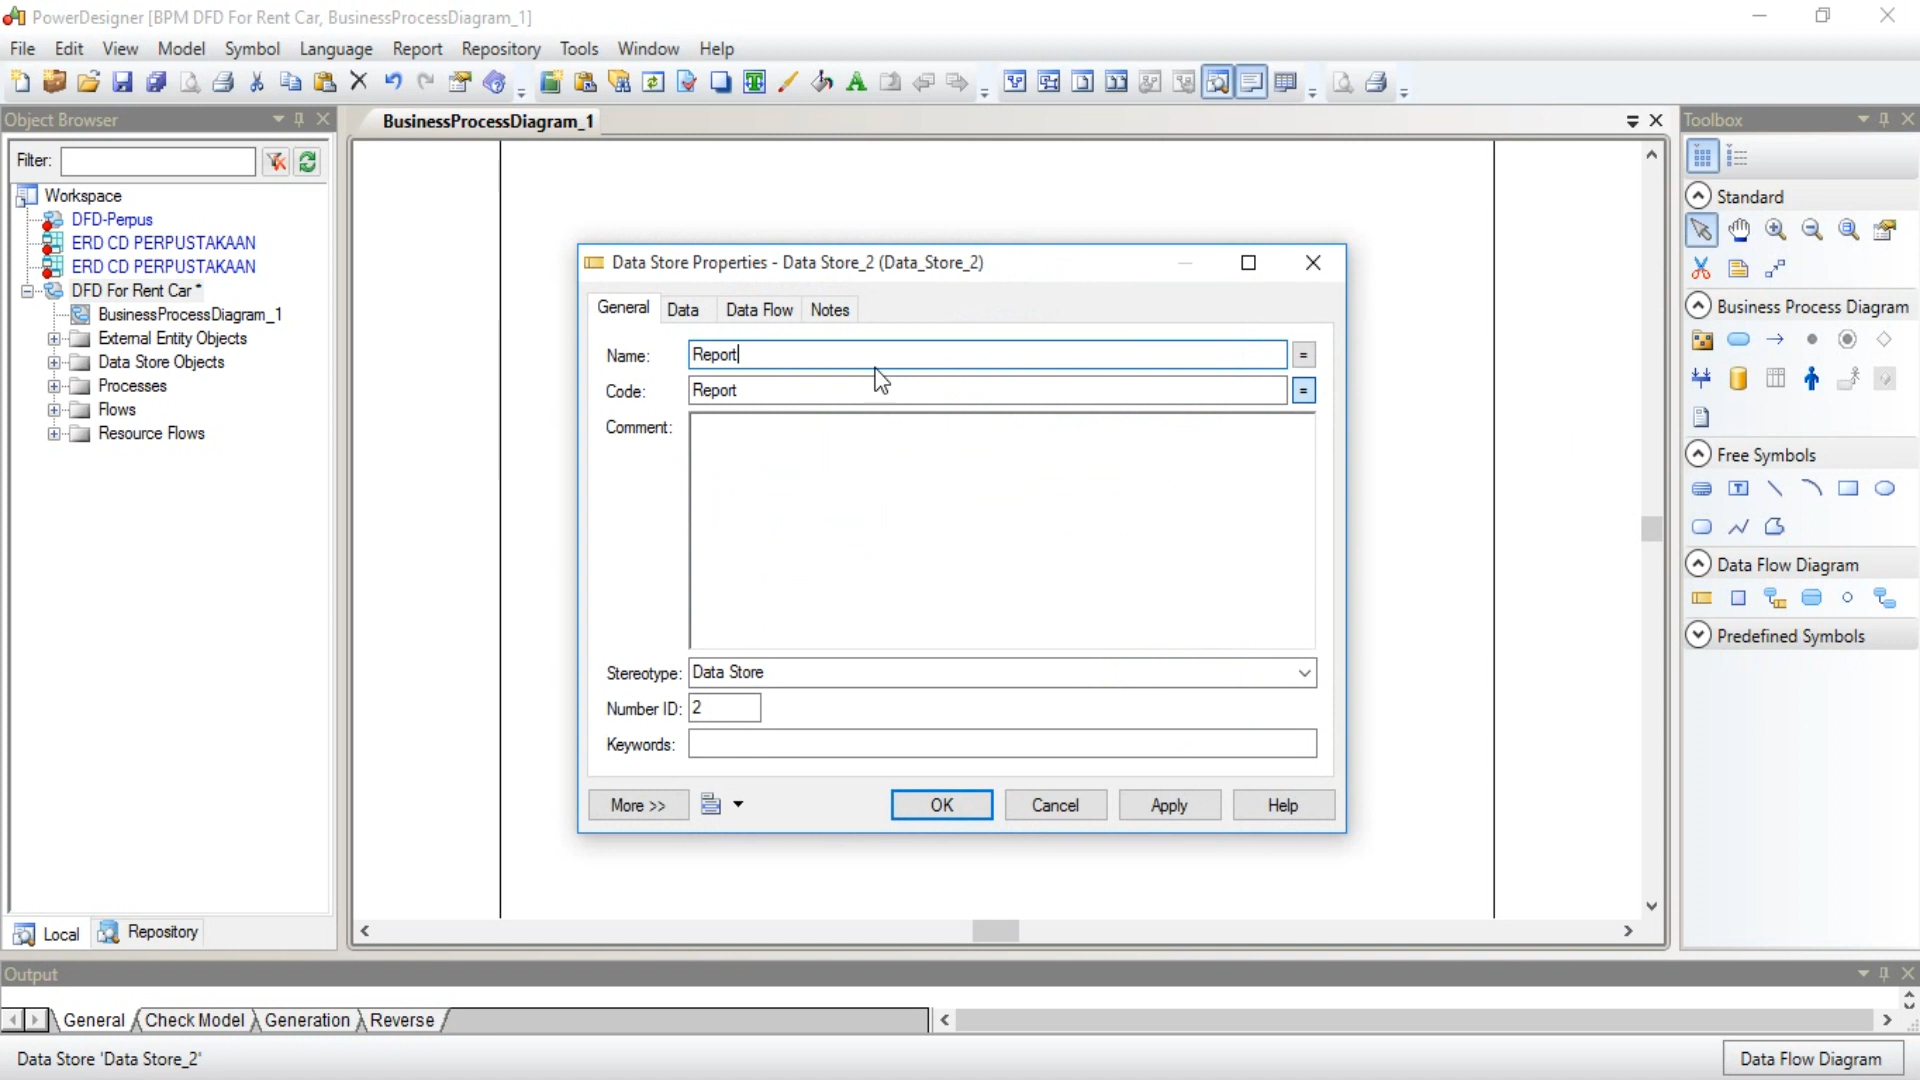 PowerDesigner [BPM DFD For Rent Car, BusinessProcessDiagram_1]
File Edit View Model Symbol Language Report Repository Tools Window Help
Object Browser
BusinessProcessDiagram_1
Toolbox
Filter:
Workspace
DFD-Perpus
ERD CD PERPUSTAKAAN
ERD CD PERPUSTAKAAN
DFD For Rent Car *
BusinessProcessDiagram_1
External Entity Objects
Data Store Objects
Processes
Flows
Resource Flows
Local Repository
Data Store Properties - Data Store_2 (Data_Store_2)
General Data Data Flow Notes
Name: Report =
Code: Report =
Comment:
Stereotype: Data Store
Number ID: 2
Keywords:
More >> OK Cancel Apply Help
Standard
Business Process Diagram
Free Symbols
Data Flow Diagram
Predefined Symbols
Output
General Check Model Generation Reverse
Data Store 'Data Store_2'
Data Flow Diagram